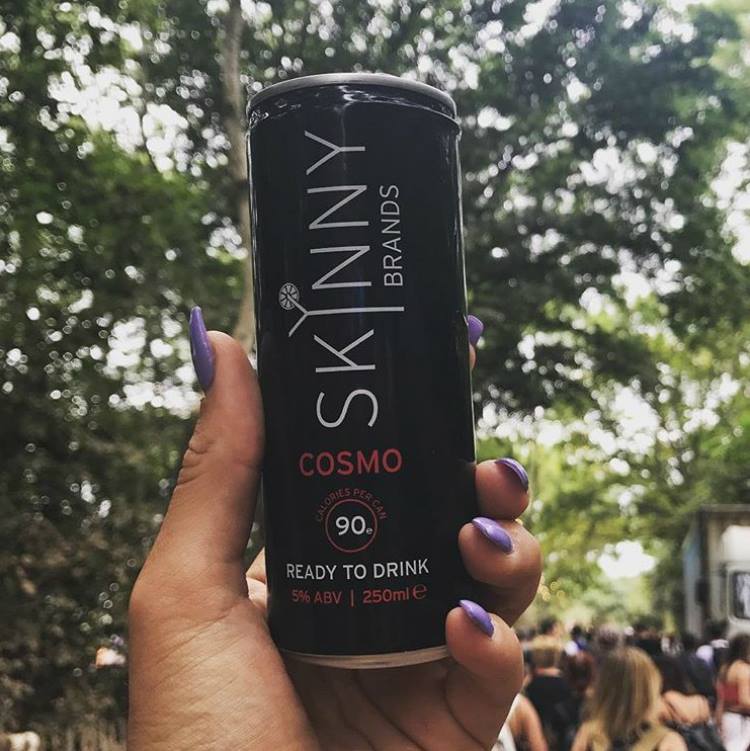 SKINNY
BRANDS
COSMO
CALORIES PER CAN
90e
READY TO DRINK
5% ABV | 250ml e